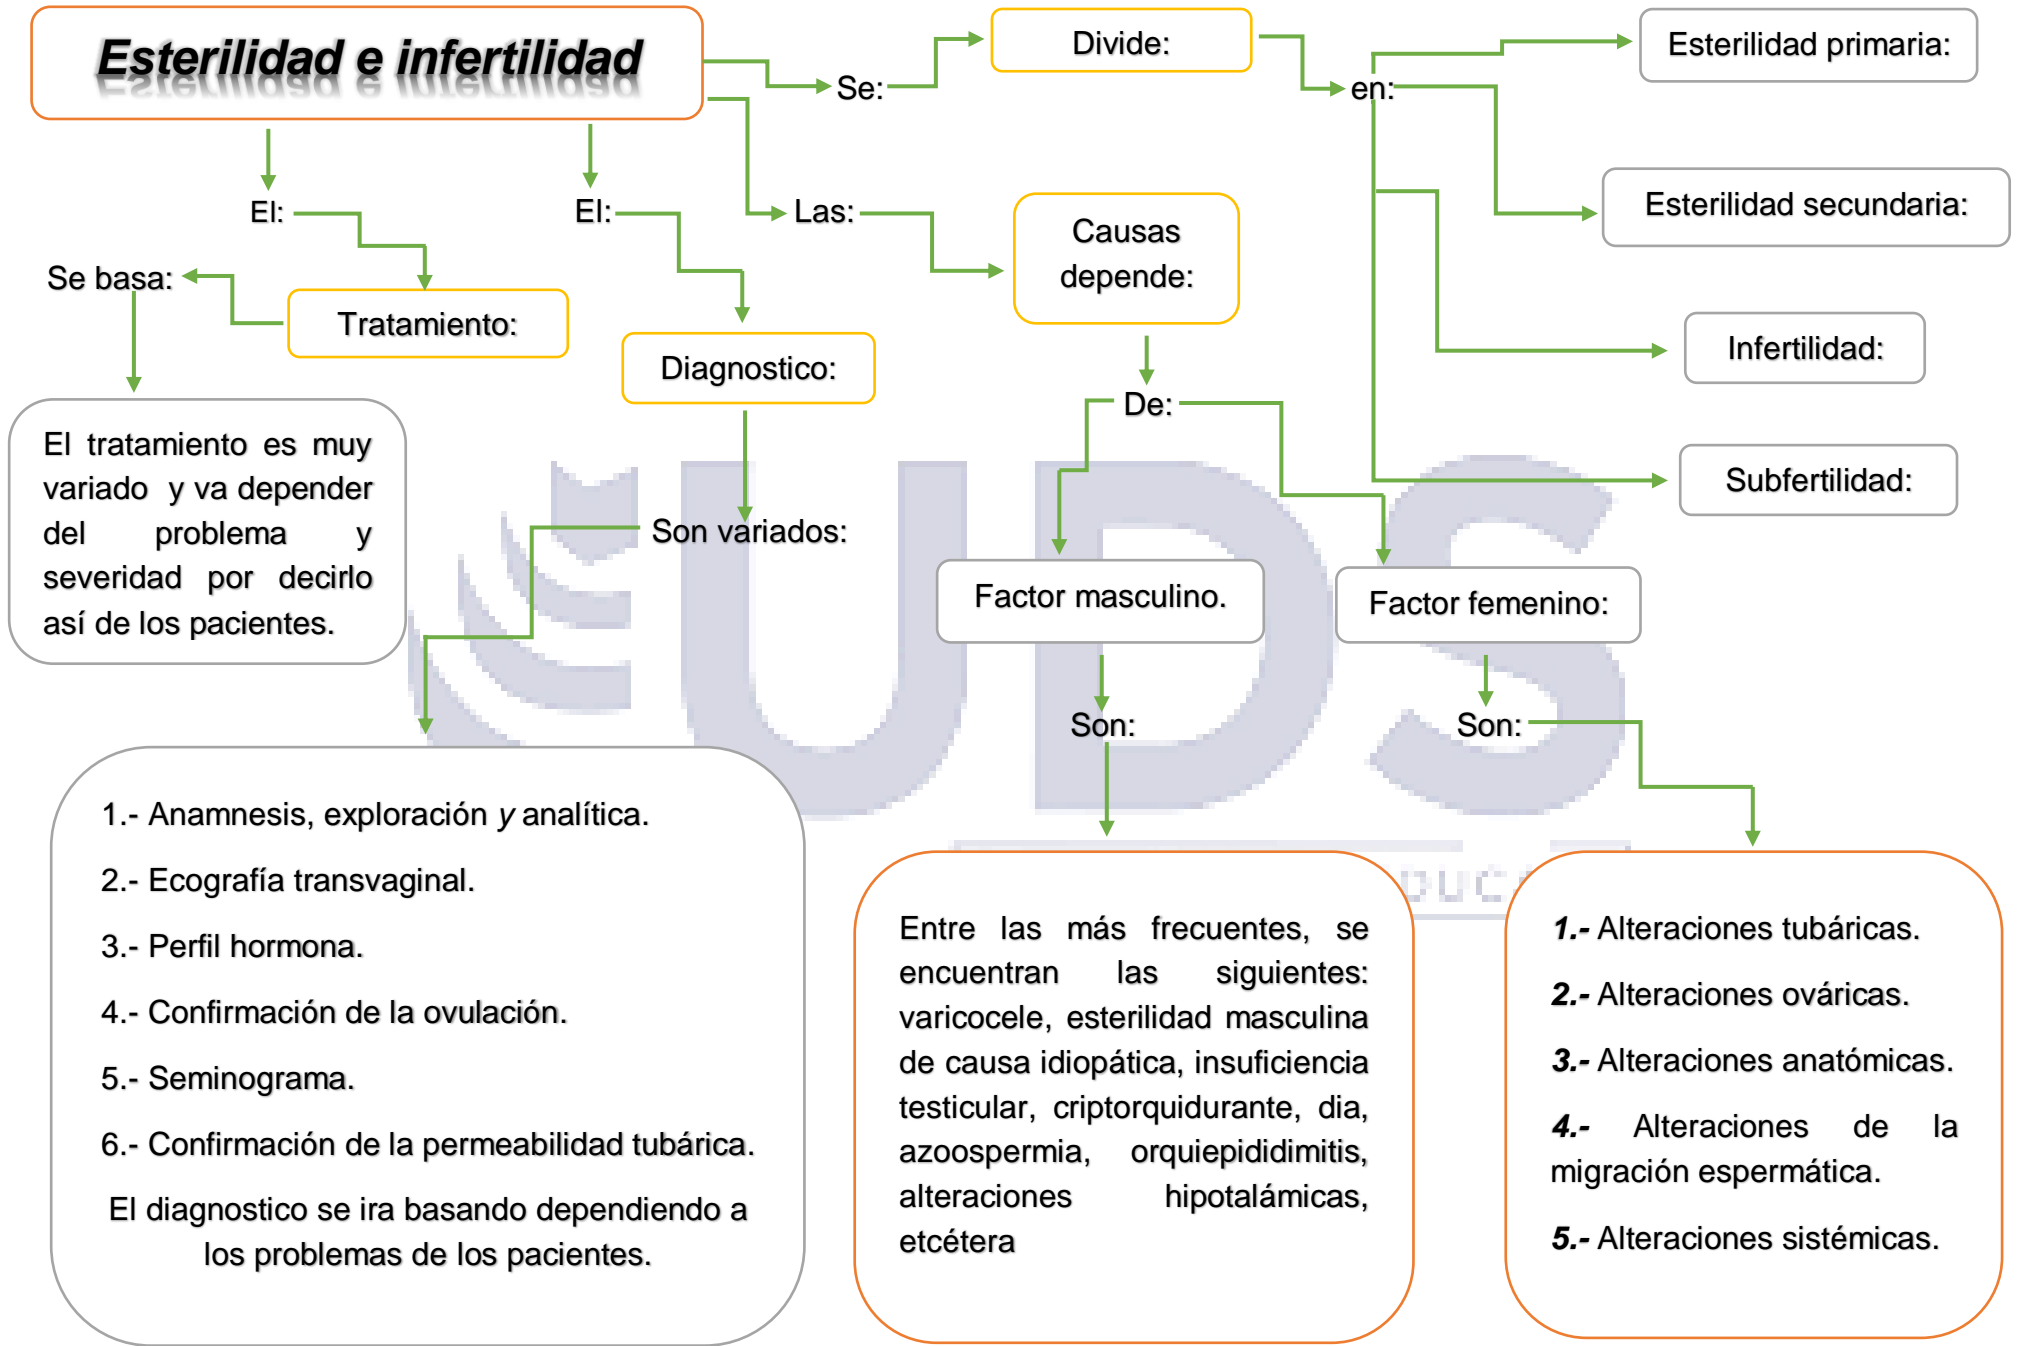 Esterilidad e infertilidad
Se:
Divide:
en:
Esterilidad primaria:
Esterilidad secundaria:
Infertilidad:
Subfertilidad:
El:
El:
Las:
Causas
depende:
Se basa:
Tratamiento:
Diagnostico:
De:
El tratamiento es muy
variado y va depender
del problema y
severidad por decirlo
así de los pacientes.
Son variados:
Factor masculino.
Factor femenino:
Son:
Son:
UDS
1.- Anamnesis, exploración y analítica.
2.- Ecografía transvaginal.
3.- Perfil hormona.
4.- Confirmación de la ovulación.
5.- Seminograma.
6.- Confirmación de la permeabilidad tubárica.
El diagnostico se ira basando dependiendo a
los problemas de los pacientes.
Entre las más frecuentes, se
encuentran las siguientes:
varicocele, esterilidad masculina
de causa idiopática, insuficiencia
testicular, criptorquidurante, dia,
azoospermia, orquiepididimitis,
alteraciones hipotalámicas,
etcétera
1.- Alteraciones tubáricas.
2.- Alteraciones ováricas.
3.- Alteraciones anatómicas.
4.- Alteraciones de la
migración espermática.
5.- Alteraciones sistémicas.